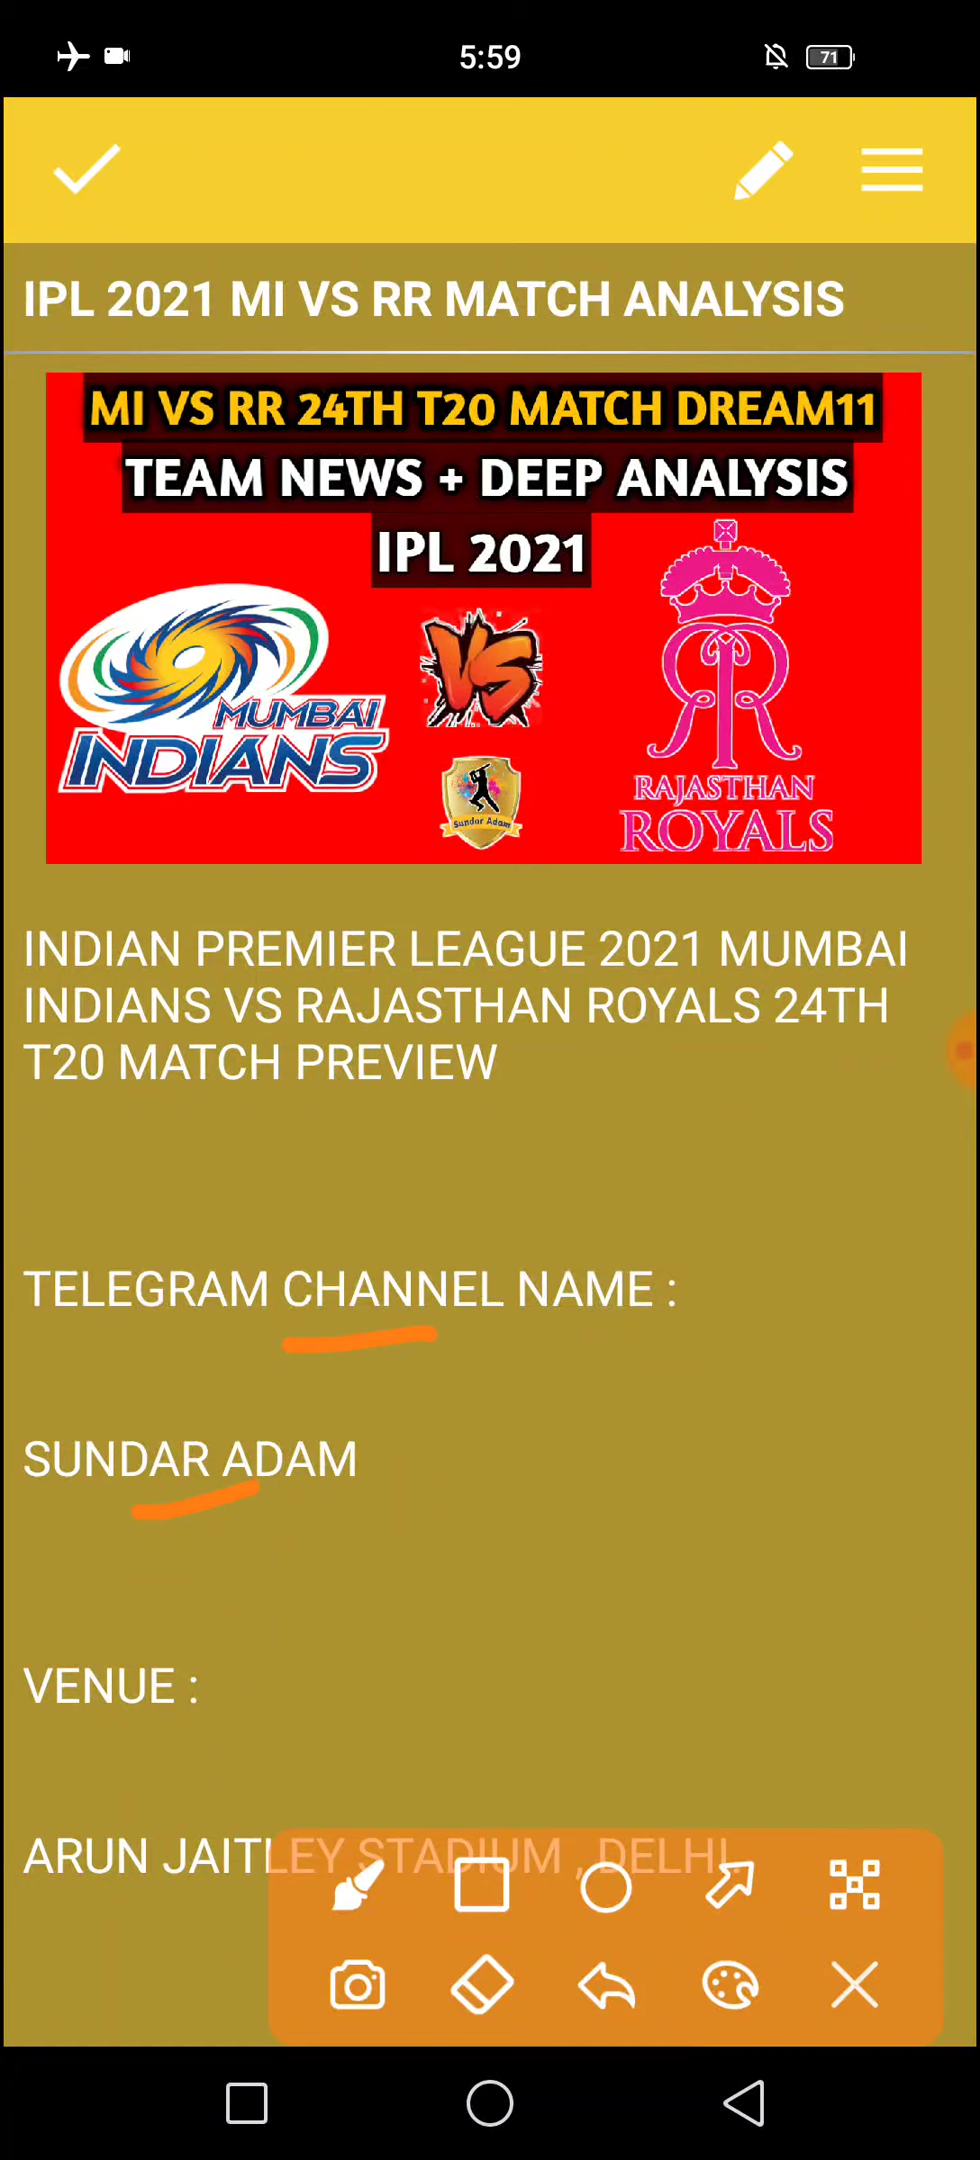 5:59
71
IPL 2021 MI VS RR MATCH ANALYSIS
MI VS RR 24TH T20 MATCH DREAM11
TEAM NEWS + DEEP ANALYSIS
IPL 2021
VS
MUMBAI
INDIANS
Sundar Adam
RAJASTHAN
ROYALS
INDIAN PREMIER LEAGUE 2021 MUMBAI
INDIANS VS RAJASTHAN ROYALS 24TH
T20 MATCH PREVIEW
TELEGRAM CHANNEL NAME :
SUNDAR ADAM
VENUE :
ARUN JAITLEY STADIUM , DELHI.